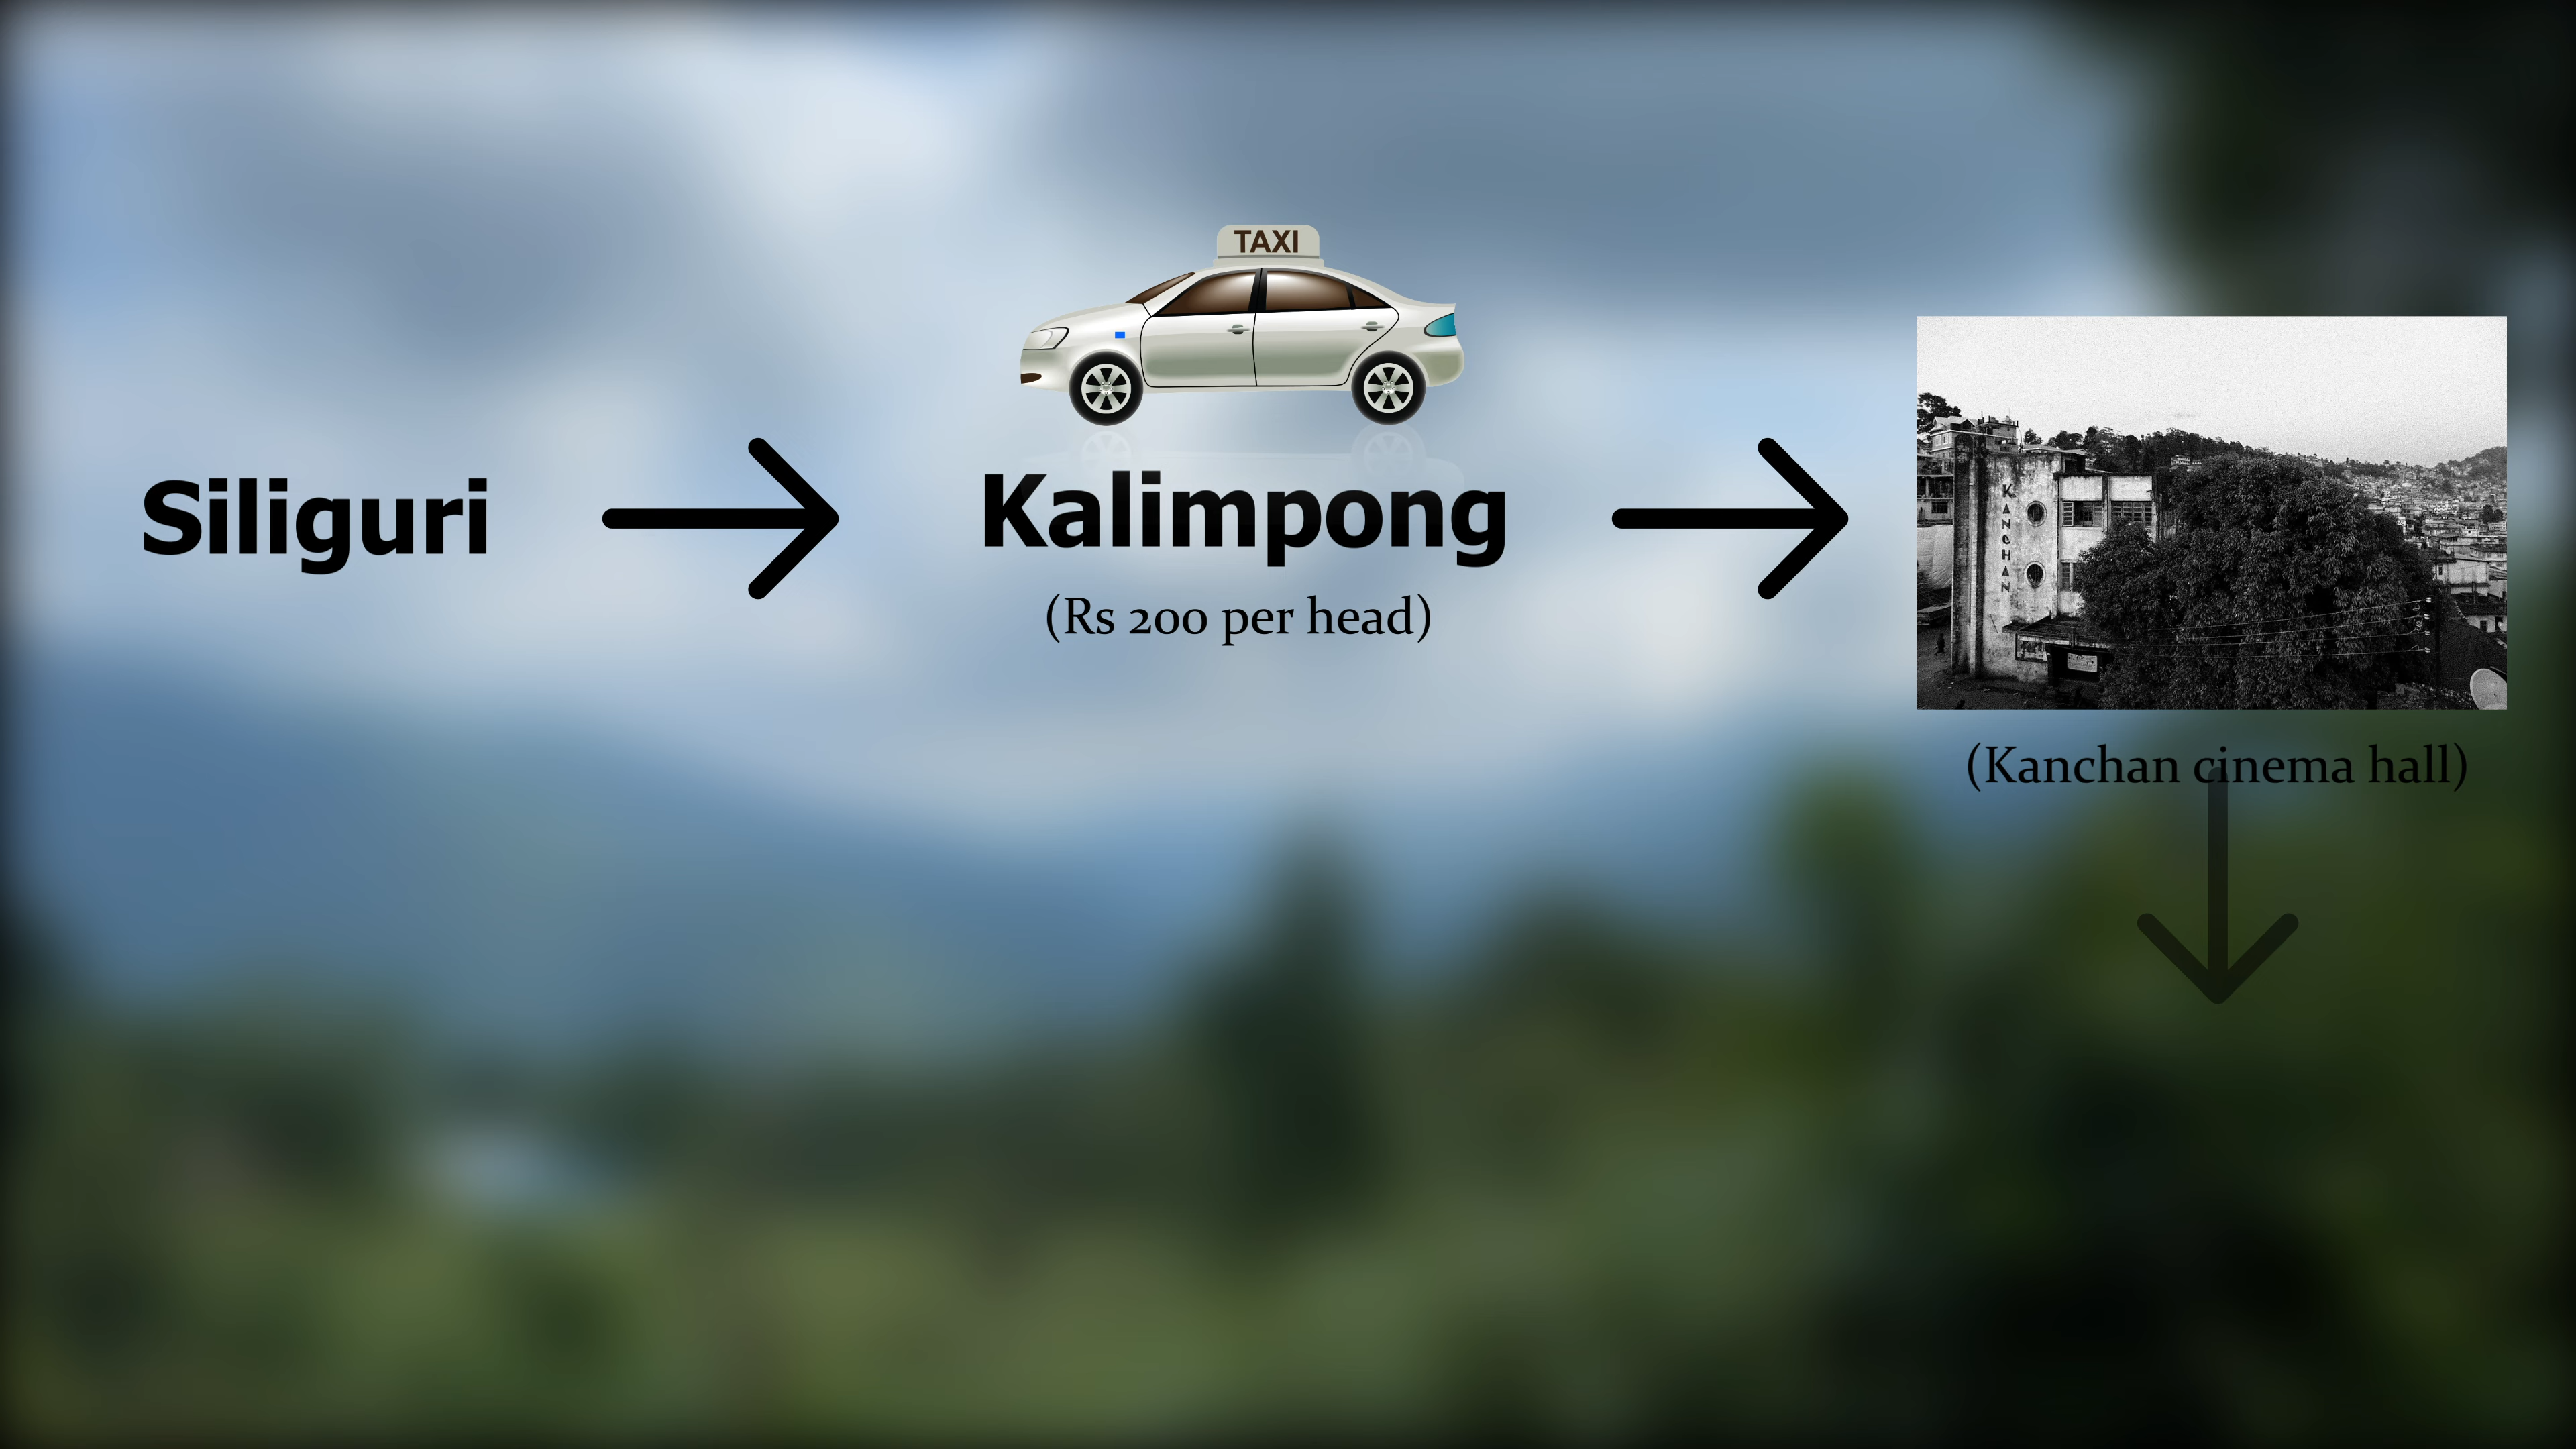 TAXI
Siliguri
Kalimpong
(Rs 200 per head)
KANCHAN
(Kanchan cinema hall)